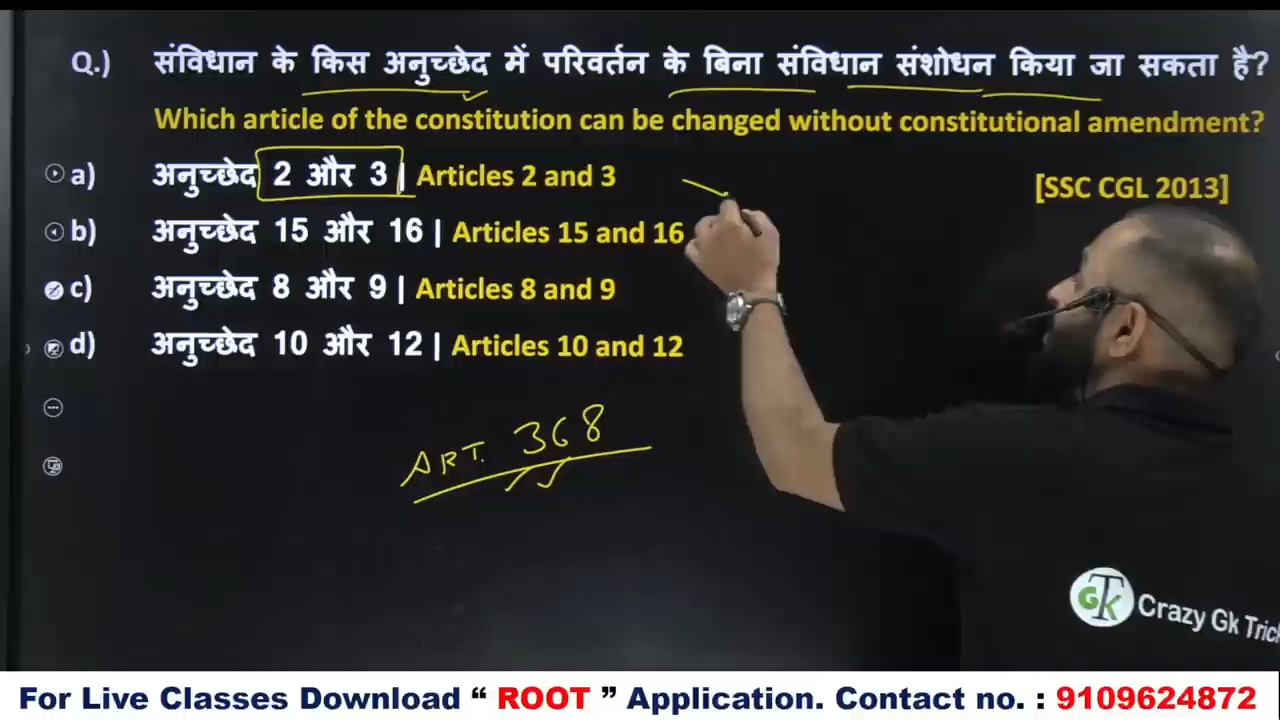 Q.) संविधान के किस अनुच्छेद में परिवर्तन के बिना संविधान संशोधन किया जा सकता है?
Which article of the constitution can be changed without constitutional amendment?
a) अनुच्छेद 2 और 3 | Articles 2 and 3
[SSC CGL 2013]
b) अनुच्छेद 15 और 16 | Articles 15 and 16
c) अनुच्छेद 8 और 9 | Articles 8 and 9
d) अनुच्छेद 10 और 12 | Articles 10 and 12
ART. 368
GTK Crazy Gk Trick
For Live Classes Download “ ROOT ” Application. Contact no. : 9109624872